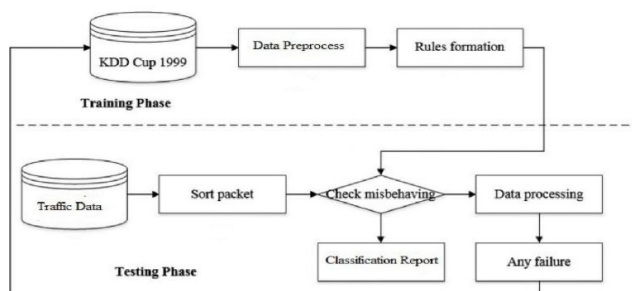 KDD Cup 1999
Data Preprocess
Rules formation
Training Phase
Traffic Data
Sort packet
Check misbehaving
Data processing
Classification Report
Any failure
Testing Phase